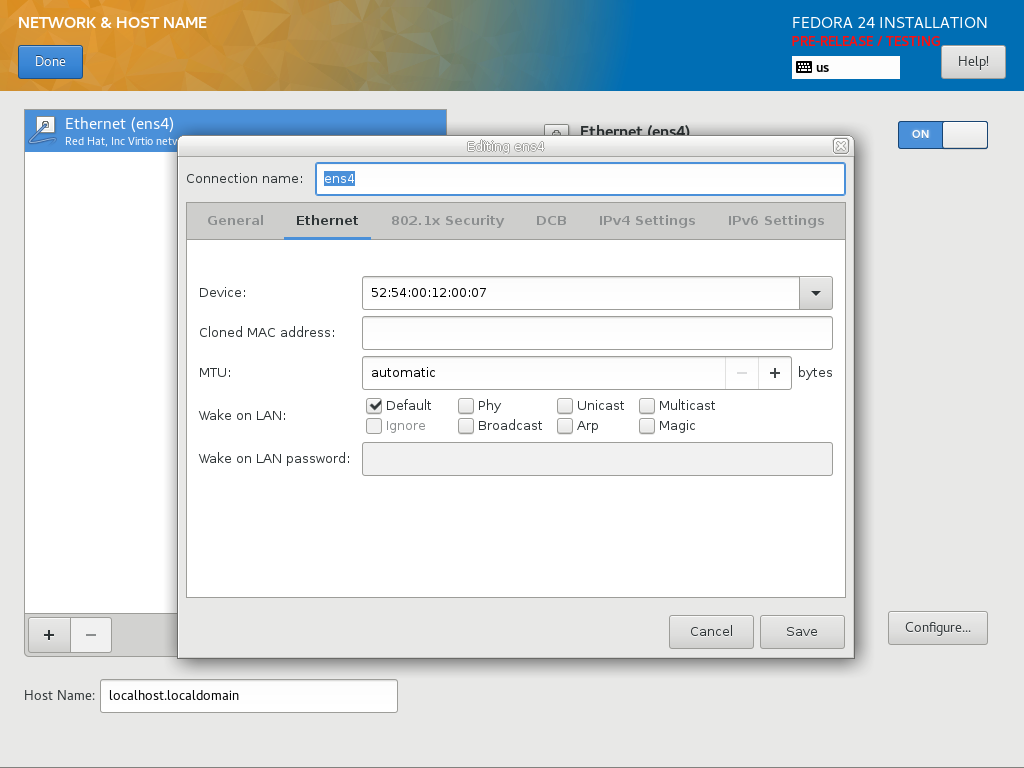 NETWORK & HOST NAME
FEDORA 24 INSTALLATION
PRE-RELEASE / TESTING
Done
us
Help!
Ethernet (ens4)
Red Hat, Inc Virtio
Ethernet (ens4)
ON
Editing ens4
Connection name: ens4
General Ethernet 802.1x Security DCB IPv4 Settings IPv6 Settings
Device: 52:54:00:12:00:07
Cloned MAC address:
MTU: automatic − + bytes
Wake on LAN:
Default Phy Unicast Multicast
Ignore Broadcast Arp Magic
Wake on LAN password:
Cancel Save
+ −
Configure...
Host Name: localhost.localdomain